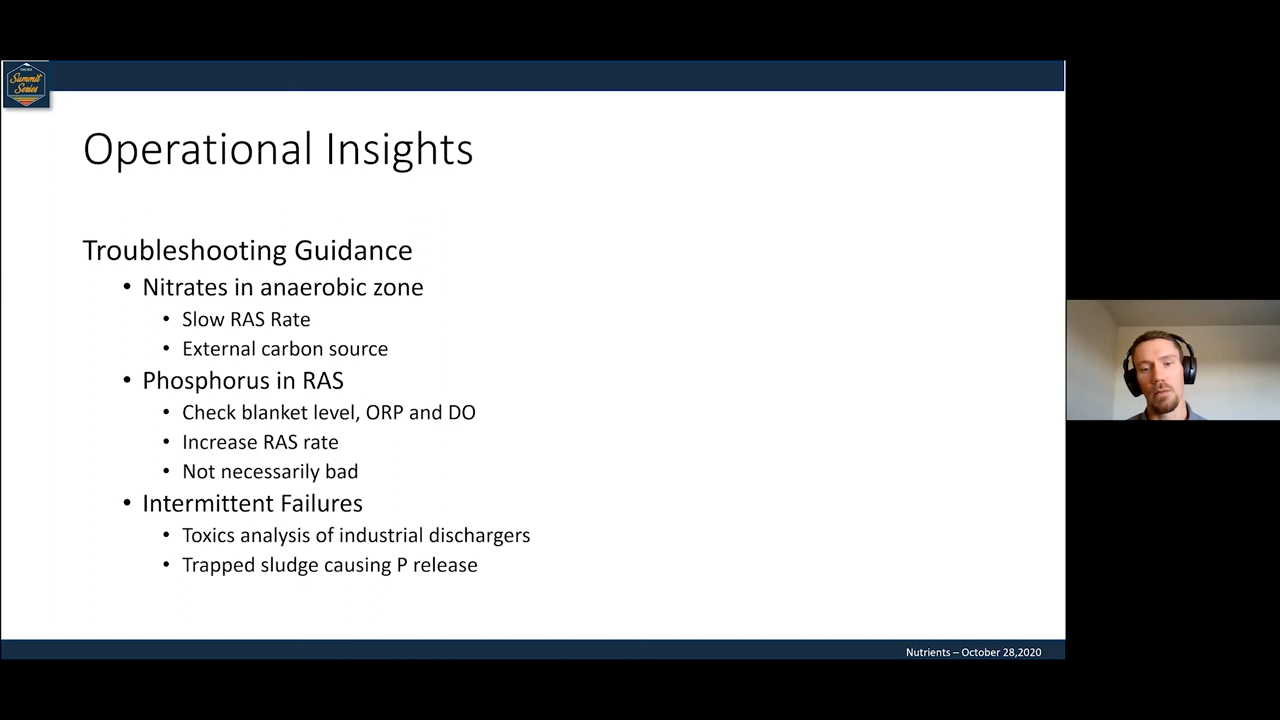 Summit
Series
Operational Insights
Troubleshooting Guidance
• Nitrates in anaerobic zone
• Slow RAS Rate
• External carbon source
• Phosphorus in RAS
• Check blanket level, ORP and DO
• Increase RAS rate
• Not necessarily bad
• Intermittent Failures
• Toxics analysis of industrial dischargers
• Trapped sludge causing P release
Nutrients – October 28,2020